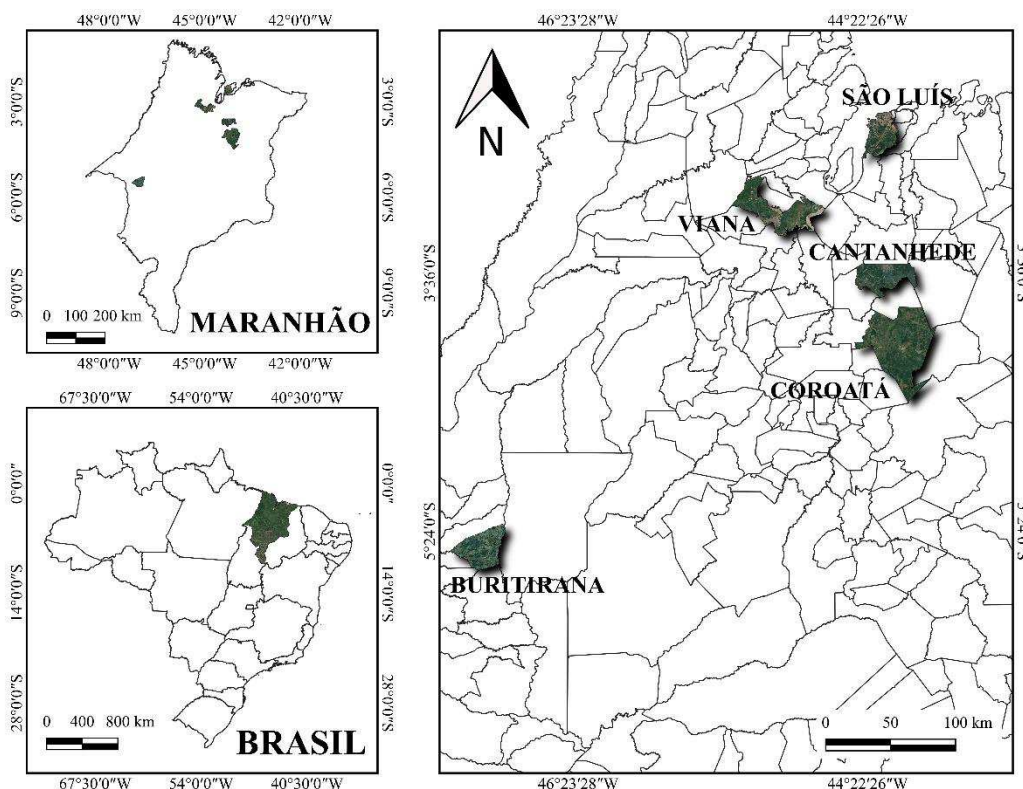 48°0'0"W 45°0'0"W 42°0'0"W
3°0'0"S
6°0'0"S
9°0'0"S
3°0'0"S
6°0'0"S
9°0'0"S
0 100 200 km
MARANHÃO
48°0'0"W 45°0'0"W 42°0'0"W
67°30'0"W 54°0'0"W 40°30'0"W
0°0'0"
14°0'0"S
28°0'0"S
0°0'0"
14°0'0"S
28°0'0"S
0 400 800 km
BRASIL
67°30'0"W 54°0'0"W 40°30'0"W
46°23'28"W 44°22'26"W
N
SÃO LUÍS
VIANA
CANTANHEDE
3°36'0"S
COROATÁ
5°24'0"S
BURITIRANA
0 50 100 km
46°23'28"W 44°22'26"W